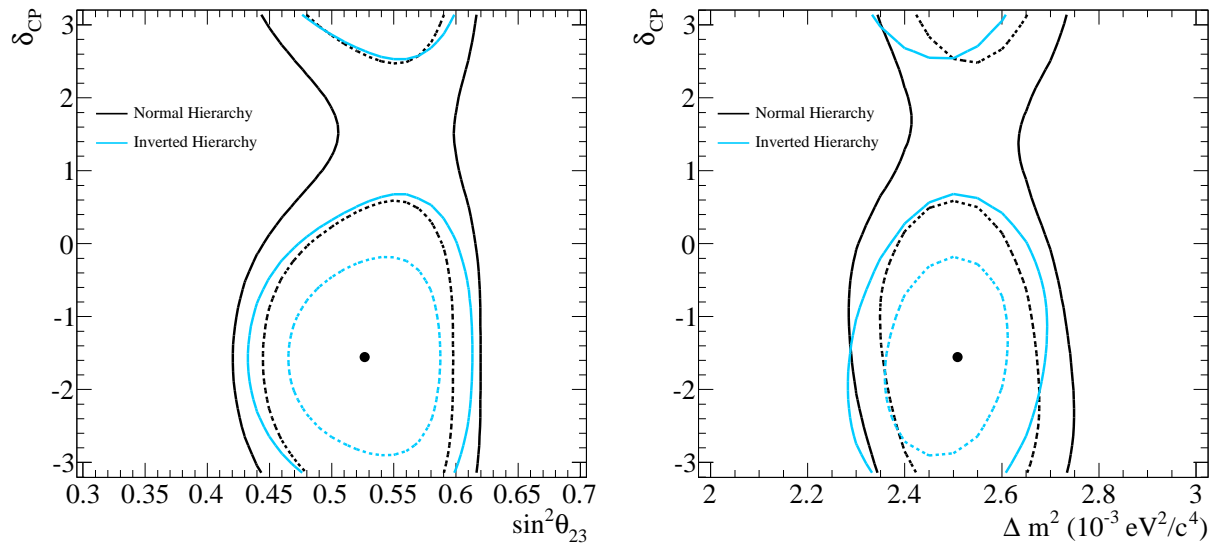 δCP
3
2
1
0
-1
-2
-3
Normal Hierarchy
Inverted Hierarchy
0.3 0.35 0.4 0.45 0.5 0.55 0.6 0.65 0.7
sin²θ23
δCP
3
2
1
0
-1
-2
-3
Normal Hierarchy
Inverted Hierarchy
2 2.2 2.4 2.6 2.8 3
Δ m² (10⁻³ eV²/c⁴)